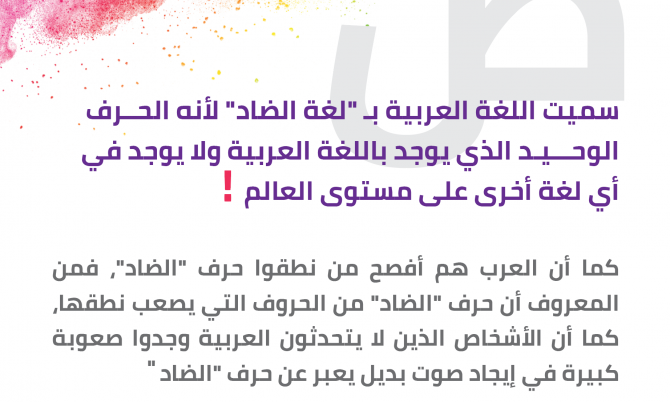 سميت اللغة العربية بـ "لغة الضاد" لأنه الحــرف
الوحـــيـد الذي يوجد باللغة العربية ولا يوجد في
أي لغة أخرى على مستوى العالم !
كما أن العرب هم أفصح من نطقوا حرف "الضاد"، فمن
المعروف أن حرف "الضاد" من الحروف التي يصعب نطقها،
كما أن الأشخاص الذين لا يتحدثون العربية وجدوا صعوبة
كبيرة في إيجاد صوت بديل يعبر عن حرف "الضاد "